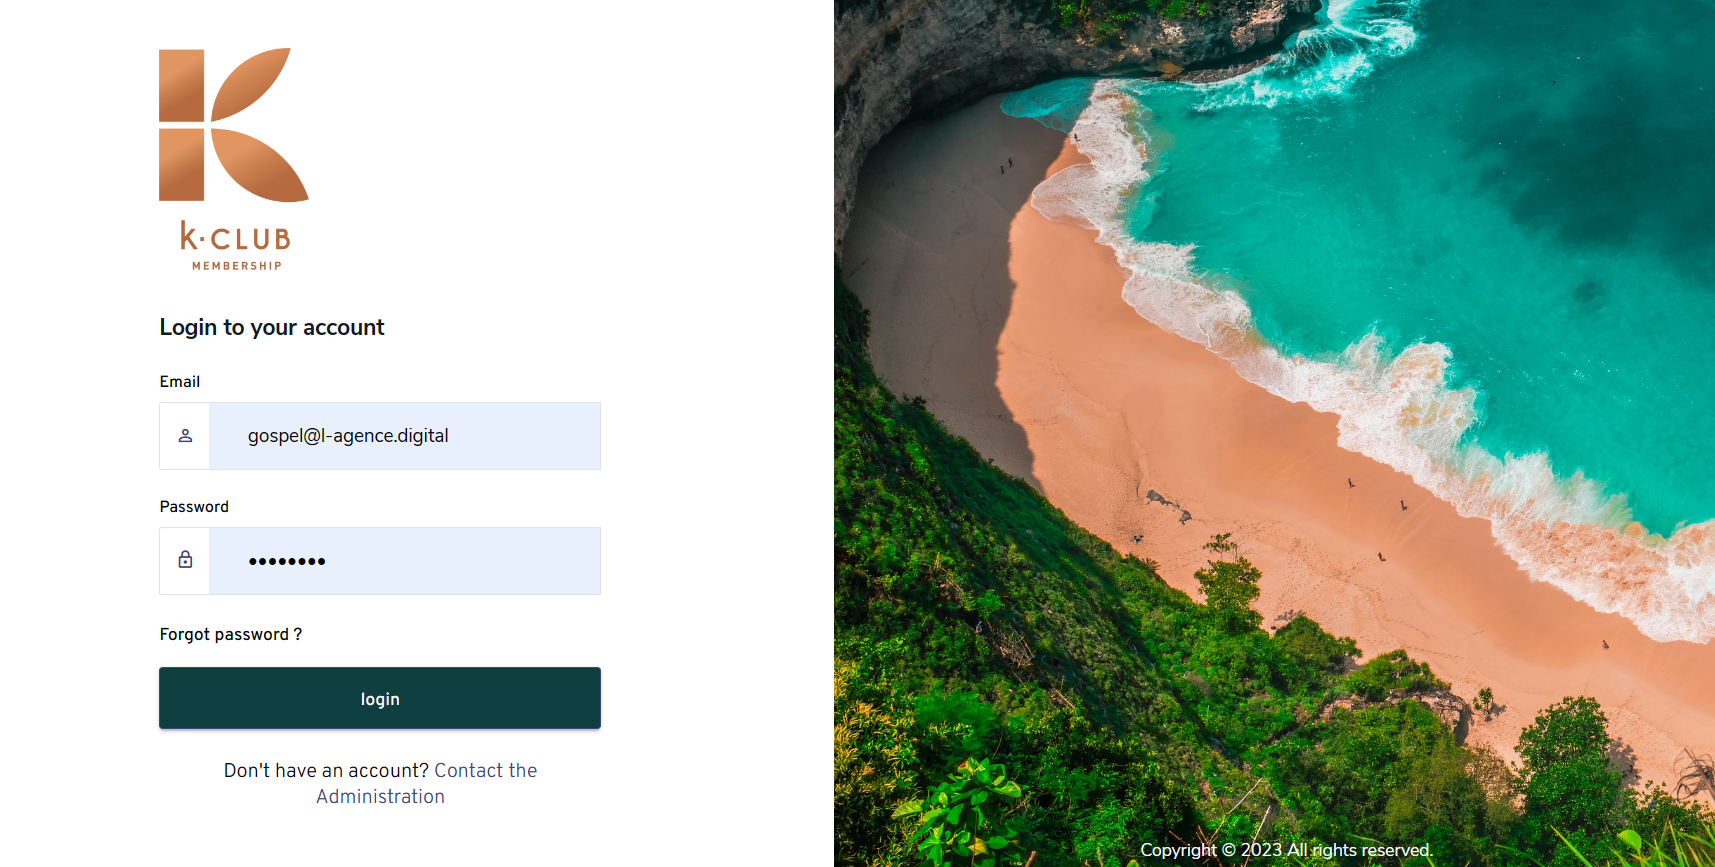 k·CLUB
MEMBERSHIP
Login to your account
Email
gospel@l-agence.digital
Password
Forgot password ?
login
Don't have an account? Contact the
Administration
Copyright © 2023 All rights reserved.